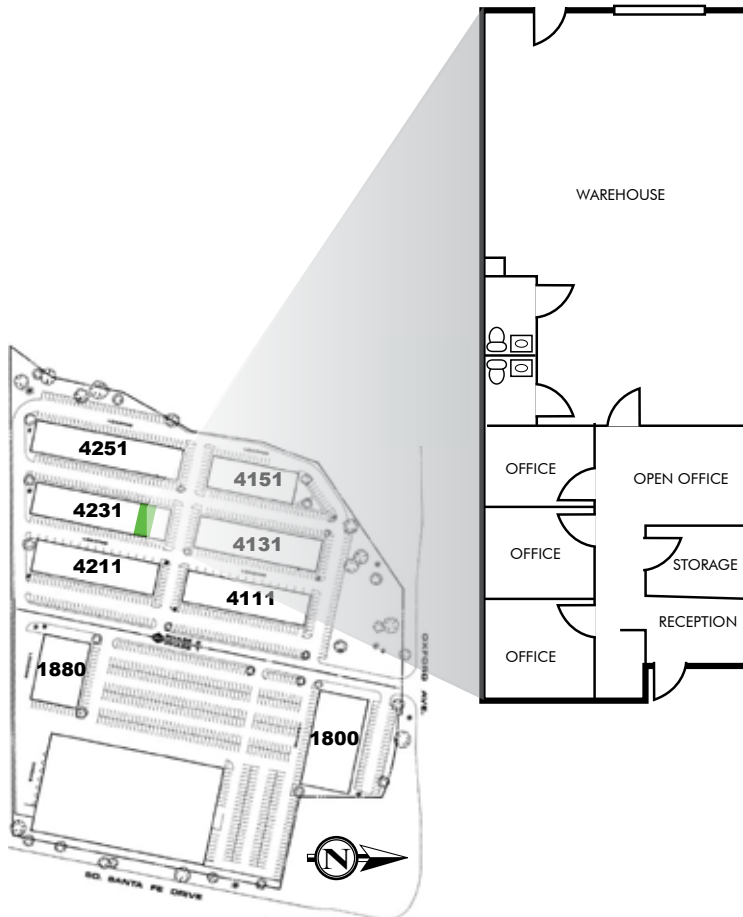 WAREHOUSE
OFFICE
OPEN OFFICE
OFFICE
STORAGE
RECEPTION
OFFICE
4251
4151
4231
4131
4211
4111
1880
1800
OXFORD AVE.
N
SO. SANTA FE DRIVE